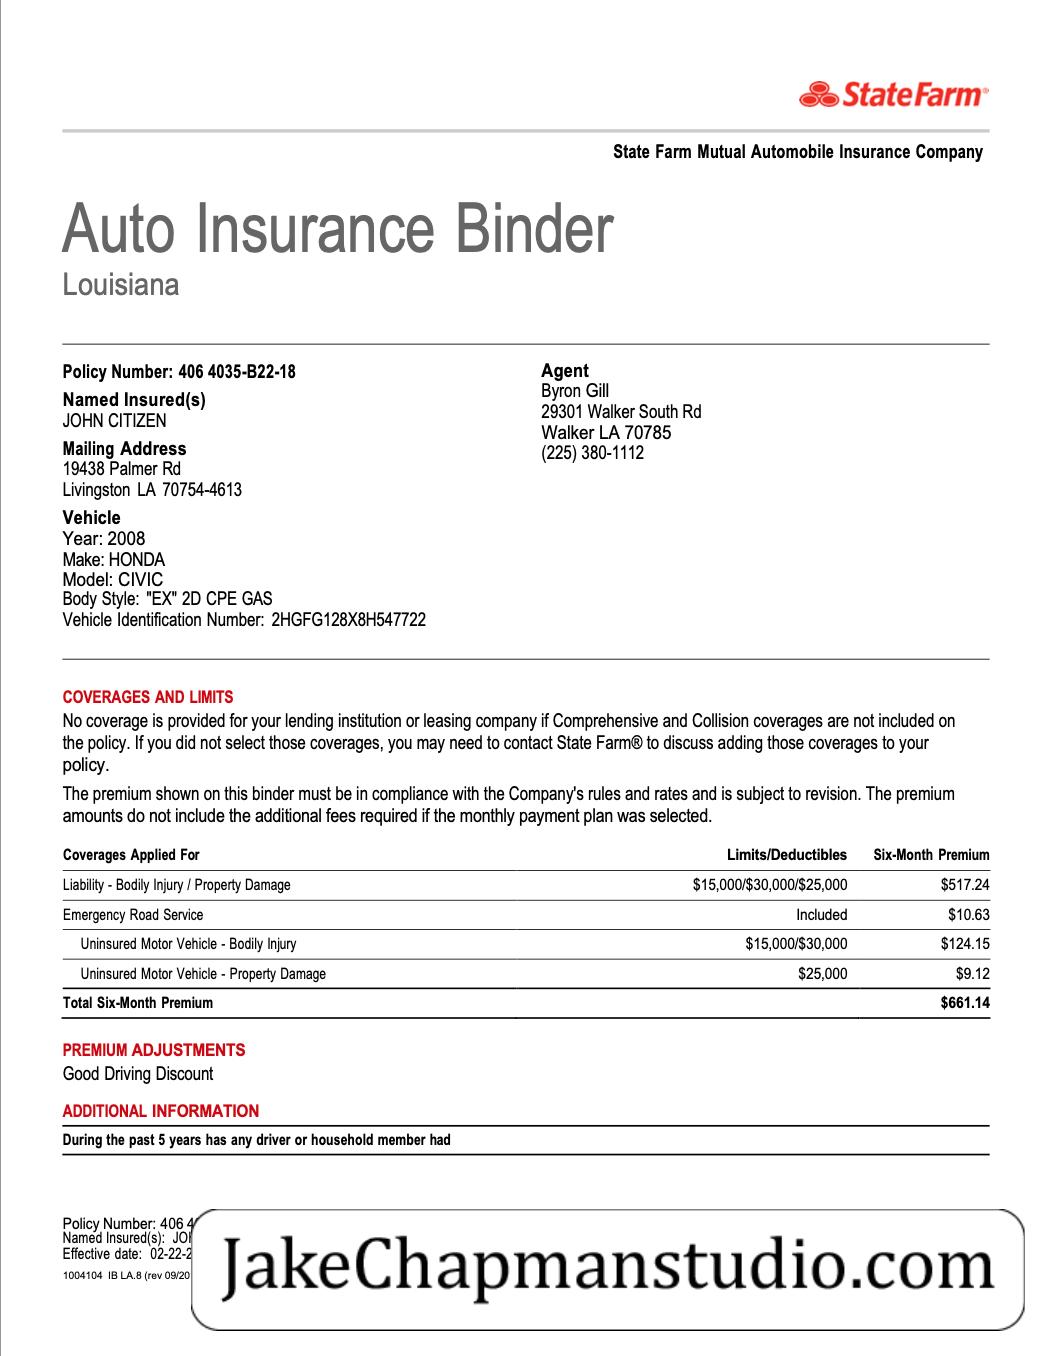 StateFarm®
State Farm Mutual Automobile Insurance Company
Auto Insurance Binder
Louisiana
Policy Number: 406 4035-B22-18
Named Insured(s)
JOHN CITIZEN
Mailing Address
19438 Palmer Rd
Livingston LA 70754-4613
Vehicle
Year: 2008
Make: HONDA
Model: CIVIC
Body Style: "EX" 2D CPE GAS
Vehicle Identification Number: 2HGFG128X8H547722
Agent
Byron Gill
29301 Walker South Rd
Walker LA 70785
(225) 380-1112
COVERAGES AND LIMITS
No coverage is provided for your lending institution or leasing company if Comprehensive and Collision coverages are not included on
the policy. If you did not select those coverages, you may need to contact State Farm® to discuss adding those coverages to your
policy.
The premium shown on this binder must be in compliance with the Company's rules and rates and is subject to revision. The premium
amounts do not include the additional fees required if the monthly payment plan was selected.
Coverages Applied For Limits/Deductibles Six-Month Premium
Liability - Bodily Injury / Property Damage $15,000/$30,000/$25,000 $517.24
Emergency Road Service Included $10.63
Uninsured Motor Vehicle - Bodily Injury $15,000/$30,000 $124.15
Uninsured Motor Vehicle - Property Damage $25,000 $9.12
Total Six-Month Premium $661.14
PREMIUM ADJUSTMENTS
Good Driving Discount
ADDITIONAL INFORMATION
During the past 5 years has any driver or household member had
Policy Number: 406 4
Named Insured(s): JO
Effective date: 02-22-2
1004104 IB LA.8 (rev 09/20
JakeChapmanstudio.com